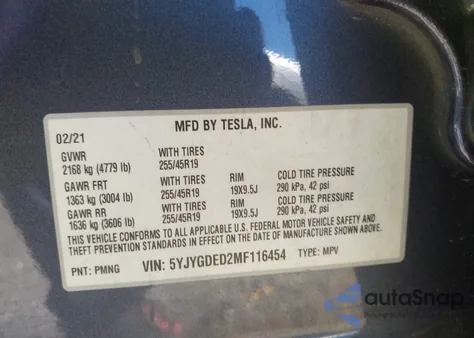 MFD BY TESLA, INC.
02/21
GVWR WITH TIRES
2168 kg (4779 lb) 255/45R19
GAWR FRT WITH TIRES RIM COLD TIRE PRESSURE
1363 kg (3004 lb) 255/45R19 19X9.5J 290 kPa, 42 psi
GAWR RR WITH TIRES RIM COLD TIRE PRESSURE
1636 kg (3606 lb) 255/45R19 19X9.5J 290 kPa, 42 psi
THIS VEHICLE CONFORMS TO ALL APPLICABLE U.S. FEDERAL MOTOR VEHICLE SAFETY AND
THEFT PREVENTION STANDARDS IN EFFECT ON THE DATE OF MANUFACTURE SHOWN ABOVE.
PNT: PMNG VIN: 5YJYGDED2MF116454 TYPE: MPV
autaSnap